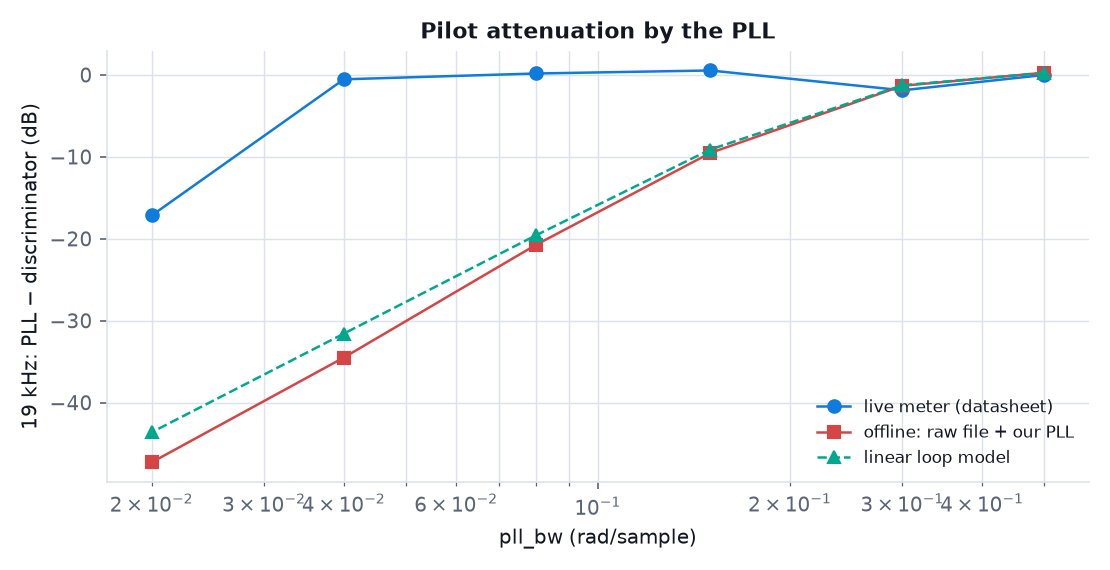 Pilot attenuation by the PLL
19 kHz: PLL − discriminator (dB)
0
−10
−20
−30
−40
live meter (datasheet)
offline: raw file + our PLL
linear loop model
2 × 10⁻² 3 × 10⁻² 4 × 10⁻² 6 × 10⁻² 10⁻¹ 2 × 10⁻¹ 3 × 10⁻¹ 4 × 10⁻¹
pll_bw (rad/sample)